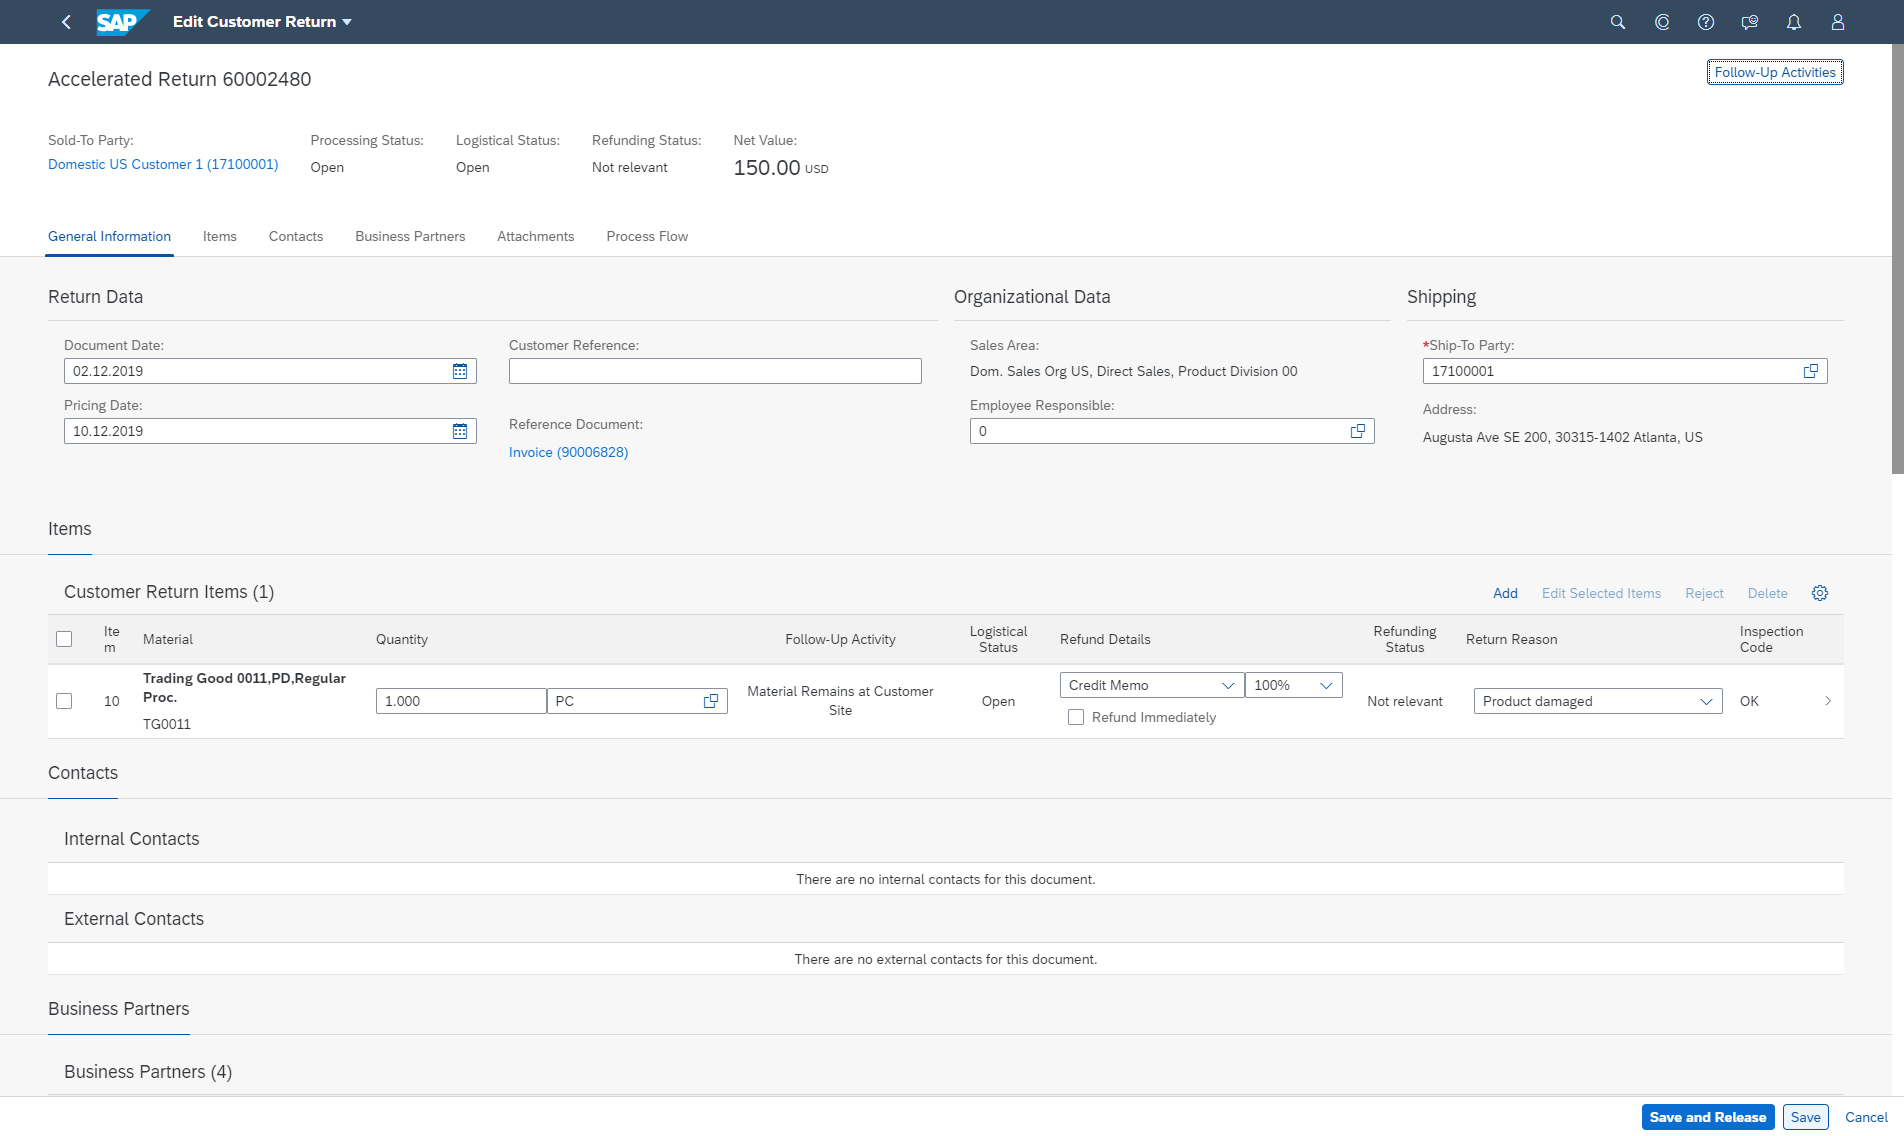 SAP Edit Customer Return
Accelerated Return 60002480
Follow-Up Activities
Sold-To Party:
Domestic US Customer 1 (17100001)
Processing Status:
Open
Logistical Status:
Open
Refunding Status:
Not relevant
Net Value:
150.00 USD
General Information Items Contacts Business Partners Attachments Process Flow
Return Data
Document Date:
02.12.2019
Pricing Date:
10.12.2019
Customer Reference:
Reference Document:
Invoice (90006828)
Organizational Data
Sales Area:
Dom. Sales Org US, Direct Sales, Product Division 00
Employee Responsible:
0
Shipping
*Ship-To Party:
17100001
Address:
Augusta Ave SE 200, 30315-1402 Atlanta, US
Items
Customer Return Items (1)
Add Edit Selected Items Reject Delete
Ite
m
Material
Quantity
Follow-Up Activity
Logistical
Status
Refund Details
Refunding
Status
Return Reason
Inspection
Code
10
Trading Good 0011,PD,Regular
Proc.
TG0011
1.000
PC
Material Remains at Customer
Site
Open
Credit Memo
100%
Refund Immediately
Not relevant
Product damaged
OK
Contacts
Internal Contacts
There are no internal contacts for this document.
External Contacts
There are no external contacts for this document.
Business Partners
Business Partners (4)
Save and Release Save Cancel